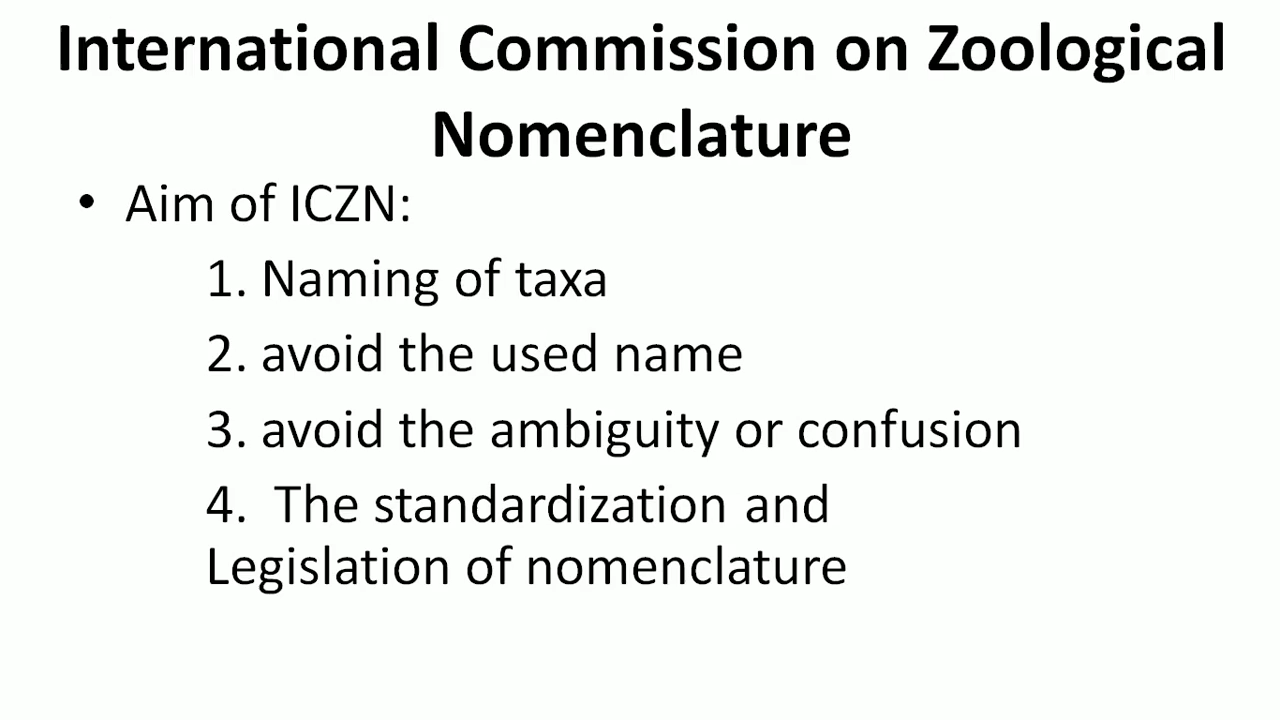 International Commission on Zoological
Nomenclature
• Aim of ICZN:
1. Naming of taxa
2. avoid the used name
3. avoid the ambiguity or confusion
4.  The standardization and
Legislation of nomenclature